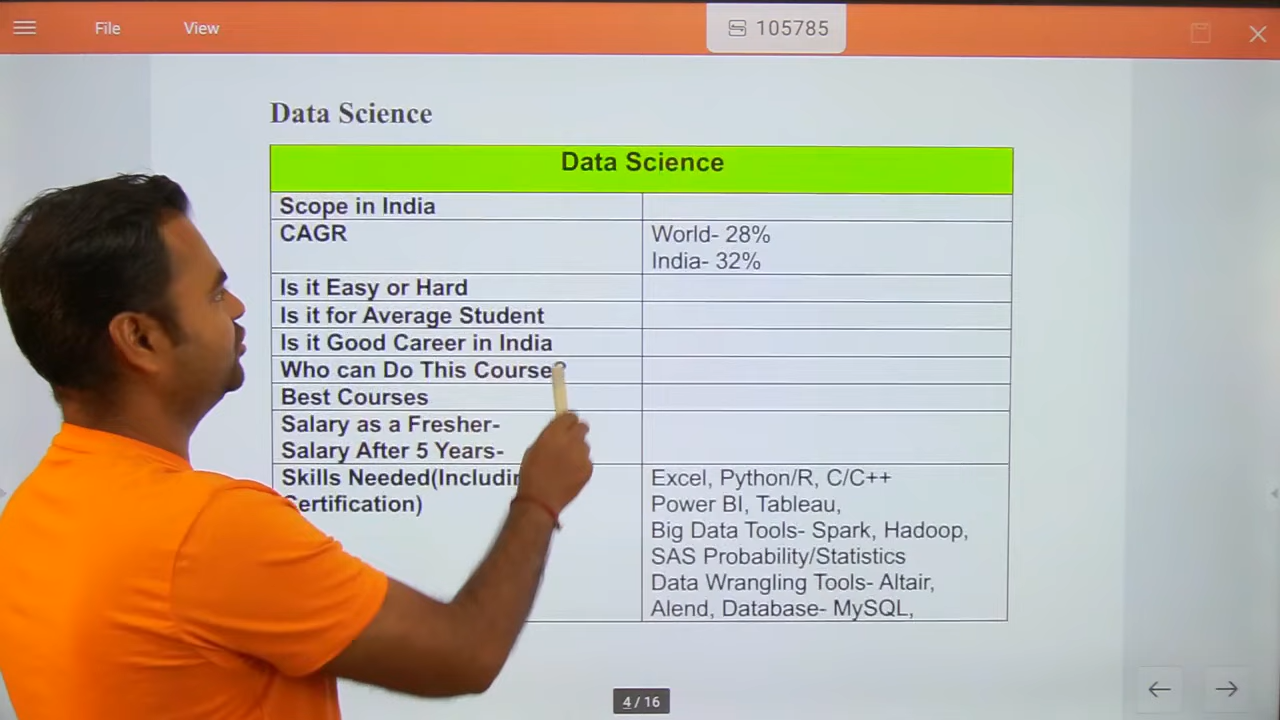 File View 105785
Data Science
Data Science
Scope in India
CAGR World- 28%
India- 32%
Is it Easy or Hard
Is it for Average Student
Is it Good Career in India
Who can Do This Course?
Best Courses
Salary as a Fresher-
Salary After 5 Years-
Skills Needed(Includin Excel, Python/R, C/C++
ertification) Power BI, Tableau,
Big Data Tools- Spark, Hadoop,
SAS Probability/Statistics
Data Wrangling Tools- Altair,
Alend, Database- MySQL,
4 / 16